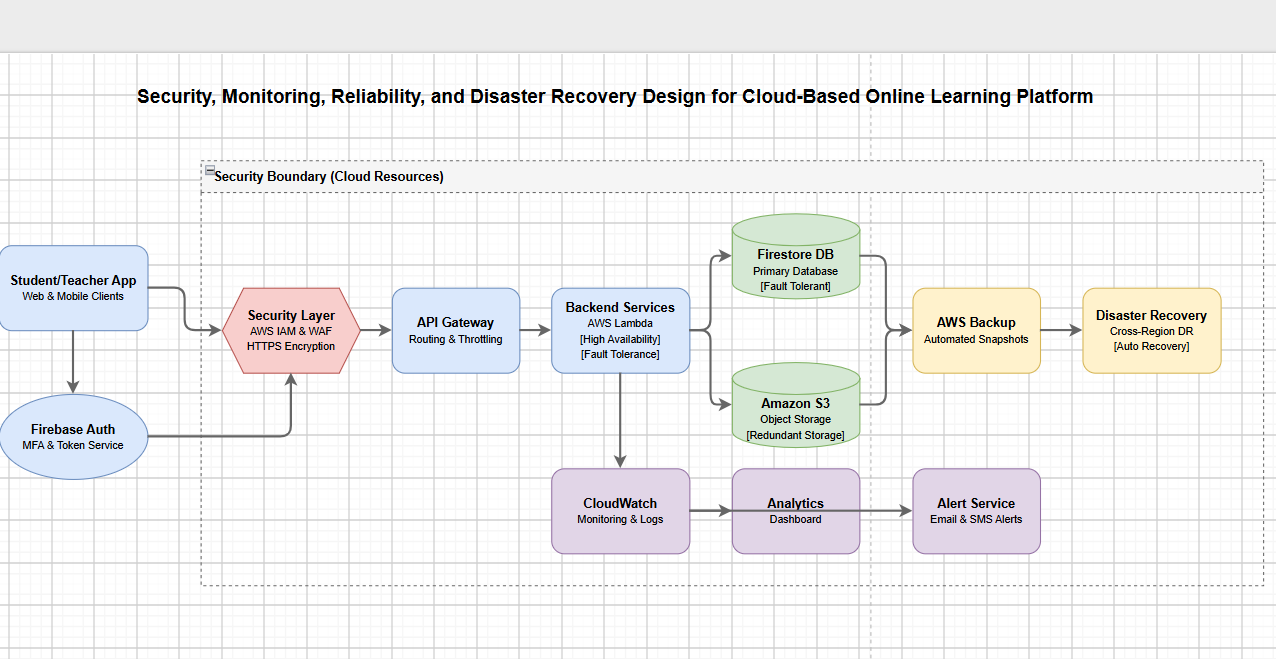 Security, Monitoring, Reliability, and Disaster Recovery Design for Cloud-Based Online Learning Platform
Security Boundary (Cloud Resources)
Student/Teacher App
Web & Mobile Clients
Firebase Auth
MFA & Token Service
Security Layer
AWS IAM & WAF
HTTPS Encryption
API Gateway
Routing & Throttling
Backend Services
AWS Lambda
[High Availability]
[Fault Tolerance]
Firestore DB
Primary Database
[Fault Tolerant]
Amazon S3
Object Storage
[Redundant Storage]
AWS Backup
Automated Snapshots
Disaster Recovery
Cross-Region DR
[Auto Recovery]
CloudWatch
Monitoring & Logs
Analytics
Dashboard
Alert Service
Email & SMS Alerts